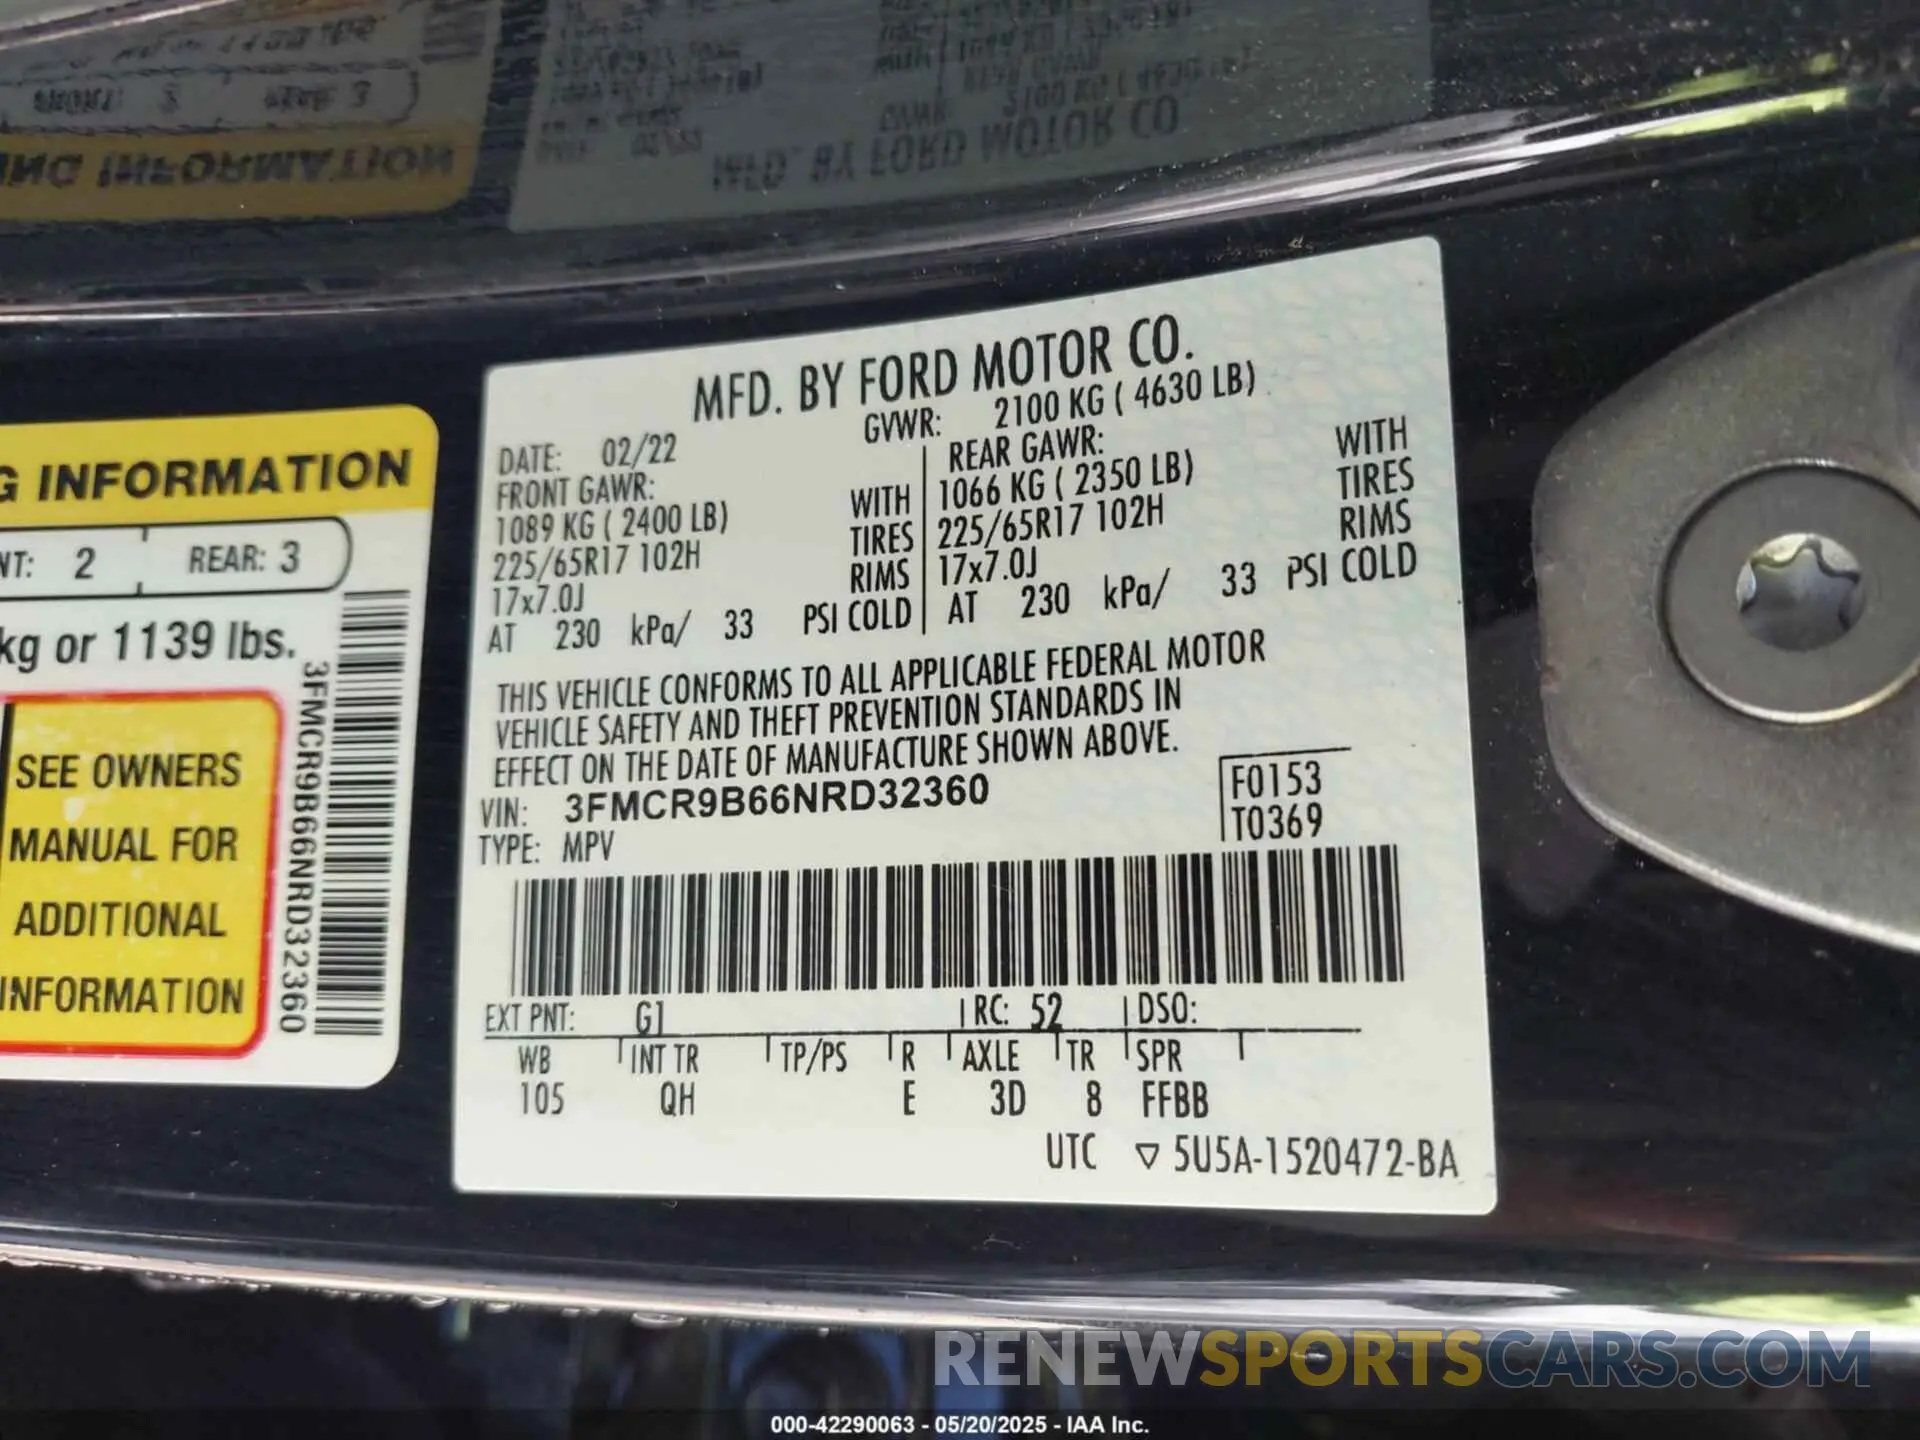 MFD. BY FORD MOTOR CO.
DATE: 02/22
GVWR: 2100 KG ( 4630 LB)
FRONT GAWR:
1089 KG ( 2400 LB) WITH
225/65R17 102H TIRES
17x7.0J RIMS
AT 230 kPa/ 33 PSI COLD
REAR GAWR: WITH
1066 KG ( 2350 LB) TIRES
225/65R17 102H RIMS
17x7.0J
AT 230 kPa/ 33 PSI COLD
THIS VEHICLE CONFORMS TO ALL APPLICABLE FEDERAL MOTOR
VEHICLE SAFETY AND THEFT PREVENTION STANDARDS IN
EFFECT ON THE DATE OF MANUFACTURE SHOWN ABOVE.
VIN: 3FMCR9B66NRD32360
TYPE: MPV
F0153
T0369
EXT PNT: G1 RC: 52 DSO:
WB INT TR TP/PS R AXLE TR SPR
105 QH E 3D 8 FFBB
UTC ▽ 5U5A-1520472-BA
G INFORMATION
NT: 2 REAR: 3
kg or 1139 lbs.
SEE OWNERS
MANUAL FOR
ADDITIONAL
INFORMATION
3FMCR9B66NRD32360
RENEWSPORTSCARS.COM
000-42290063 - 05/20/2025 - IAA Inc.